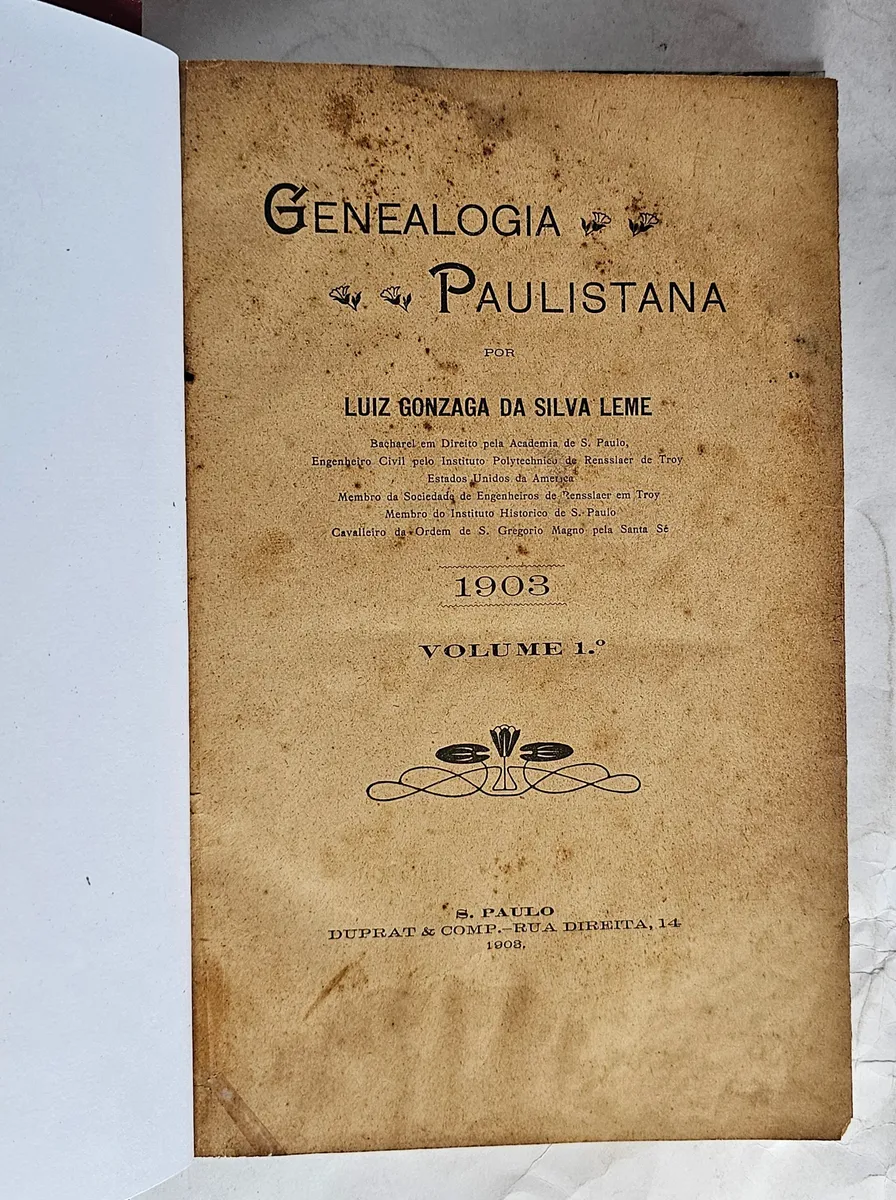 GENEALOGIA
PAULISTANA
POR
LUIZ GONZAGA DA SILVA LEME
Bacharel em Direito pela Academia de S. Paulo,
Engenheiro Civil pelo Instituto Polytechnico de Rensslaer de Troy
Estados Unidos da America
Membro da Sociedade de Engenheiros de Rensslaer em Troy
Membro do Instituto Historico de S. Paulo
Cavalleiro da Ordem de S. Gregorio Magno pela Santa Sé
1903
VOLUME 1.º
S. PAULO
DUPRAT & COMP.-RUA DIREITA, 14
1903.